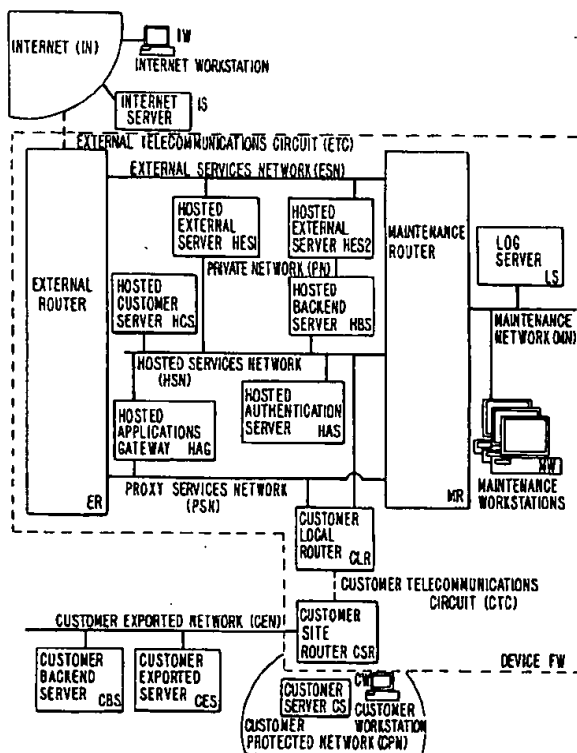 INTERNET (IN)
IW
INTERNET WORKSTATION
INTERNET
SERVER
IS
EXTERNAL TELECOMMUNICATIONS CIRCUIT (ETC)
EXTERNAL SERVICES NETWORK (ESN)
HOSTED
EXTERNAL
SERVER HES1
HOSTED
EXTERNAL
SERVER HES2
MAINTENANCE
ROUTER
LOG
SERVER
LS
PRIVATE NETWORK (PN)
EXTERNAL
ROUTER
HOSTED
CUSTOMER
SERVER HCS
HOSTED
BACKEND
SERVER HBS
MAINTENANCE
NETWORK (MN)
HOSTED SERVICES NETWORK
(HSN)
HOSTED
APPLICATIONS
GATEWAY HAG
HOSTED
AUTHENTICATION
SERVER HAS
MW
MAINTENANCE
WORKSTATIONS
PROXY SERVICES NETWORK
(PSN)
ER
MR
CUSTOMER
LOCAL
ROUTER
CLR
CUSTOMER TELECOMMUNICATIONS
CIRCUIT (CTC)
CUSTOMER EXPORTED NETWORK (CEN)
CUSTOMER
SITE
ROUTER CSR
DEVICE FW
CUSTOMER
BACKEND
SERVER
CBS
CUSTOMER
EXPORTED
SERVER
CES
CUSTOMER
SERVER CS
CW
CUSTOMER
WORKSTATION
CUSTOMER
PROTECTED NETWORK (CPN)